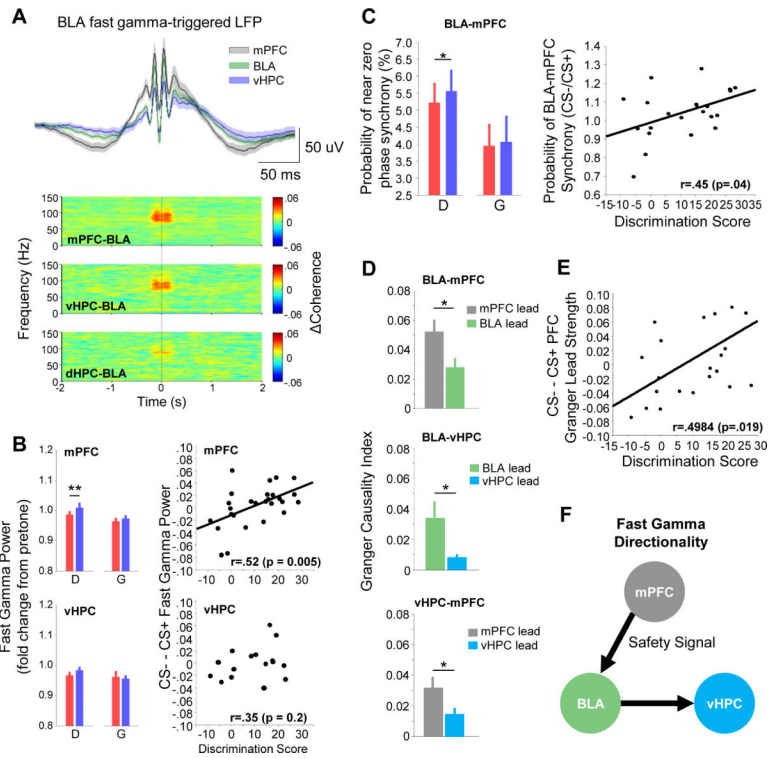 A
BLA fast gamma-triggered LFP
mPFC
BLA
vHPC
50 uV
50 ms
Frequency (Hz)
150
100
50
0
mPFC-BLA
.06
0
-.06
150
100
50
0
vHPC-BLA
.06
0
-.06
150
100
50
0
dHPC-BLA
.06
0
-.06
ΔCoherence
-2
-1
0
1
2
Time (s)
B
Fast Gamma Power
(fold change from pretone)
mPFC
1.2
1.1
1.0
0.9
0.8
**
D
G
vHPC
1.2
1.1
1.0
0.9
0.8
D
G
CS- - CS+ Fast Gamma Power
mPFC
.10
.08
.06
.04
.02
0
-.02
-.04
.06
.08
-.10
r=.52 (p = 0.005)
-10
0
10
20
30
vHPC
.10
.08
.06
.04
.02
0
-.02
.04
.06
.08
-.10
r=.35 (p = 0.2)
-10
0
10
20
30
Discrimination Score
C
BLA-mPFC
Probability of near zero
phase synchrony (%)
6.5
6.0
5.5
5.0
4.5
4.0
3.5
3.0
2.5
*
D
G
Probability of BLA-mPFC
Synchrony (CS-/CS+)
1.4
1.3
1.2
1.1
1.0
0.9
0.8
0.7
0.6
r=.45 (p=.04)
-15
-10
-5
0
5
10
15
20
25
30
35
Discrimination Score
D
Granger Causality Index
BLA-mPFC
0.08
0.06
0.04
0.02
0
*
mPFC lead
BLA lead
BLA-vHPC
0.08
0.06
0.04
0.02
0
*
BLA lead
vHPC lead
vHPC-mPFC
0.08
0.06
0.04
0.02
0
*
mPFC lead
vHPC lead
E
CS- - CS+ PFC
Granger Lead Strength
0.10
0.08
0.06
0.04
0.02
0
-0.02
-0.04
-0.06
-0.08
-0.10
r=.4984 (p=.019)
-15
-10
-5
0
5
10
15
20
25
30
Discrimination Score
F
Fast Gamma
Directionality
mPFC
Safety Signal
BLA
vHPC